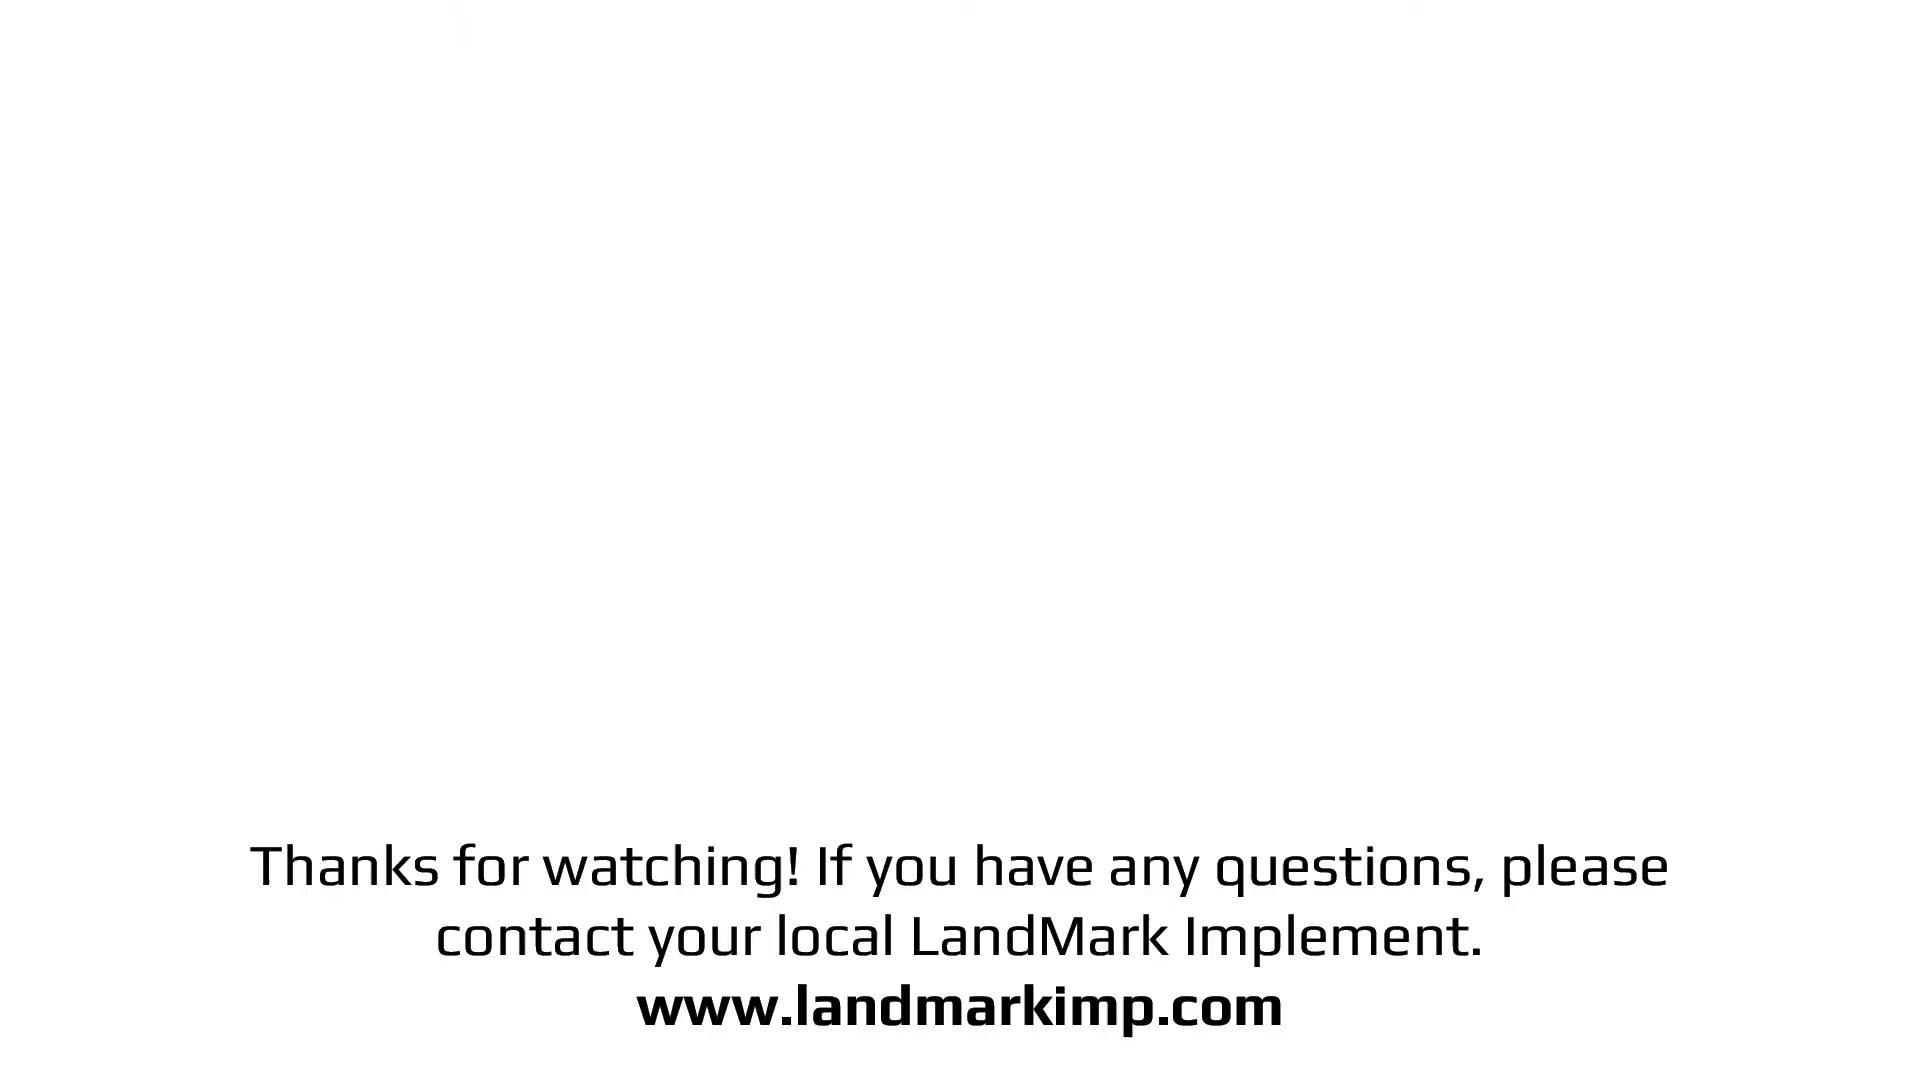 Thanks for watching! If you have any questions, please
contact your local LandMark Implement.
www.landmarkimp.com